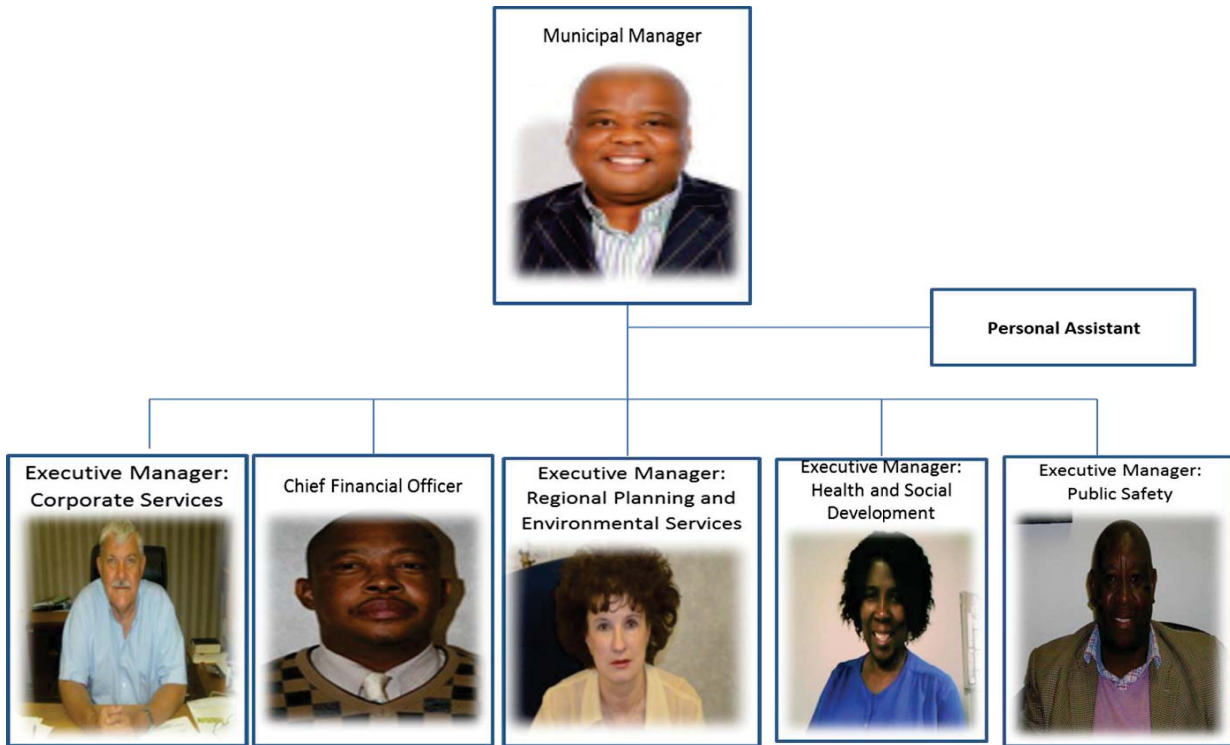 Municipal Manager
Personal Assistant
Executive Manager:
Corporate Services
Chief Financial Officer
Executive Manager:
Regional Planning and
Environmental Services
Executive Manager:
Health and Social
Development
Executive Manager:
Public Safety